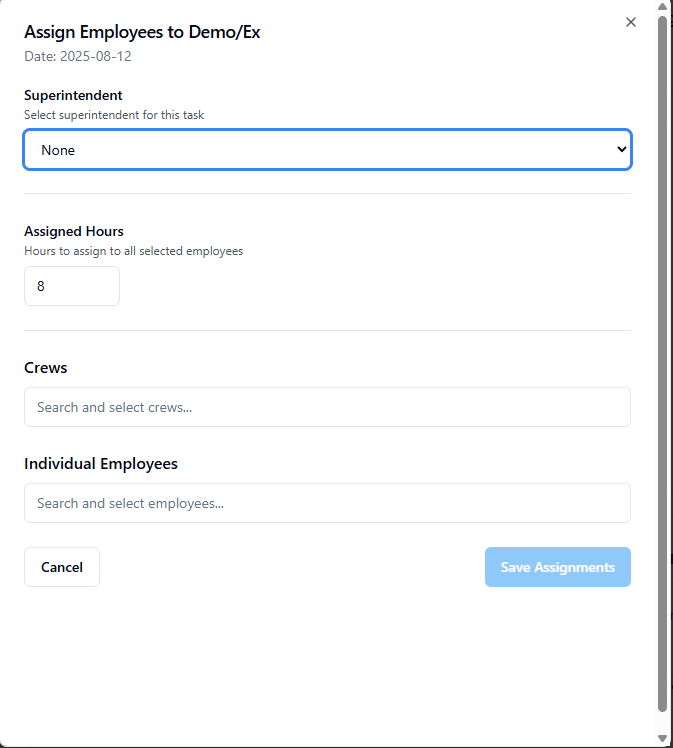 Assign Employees to Demo/Ex
Date: 2025-08-12
Superintendent
Select superintendent for this task
None
Assigned Hours
Hours to assign to all selected employees
8
Crews
Search and select crews...
Individual Employees
Search and select employees...
Cancel
Save Assignments